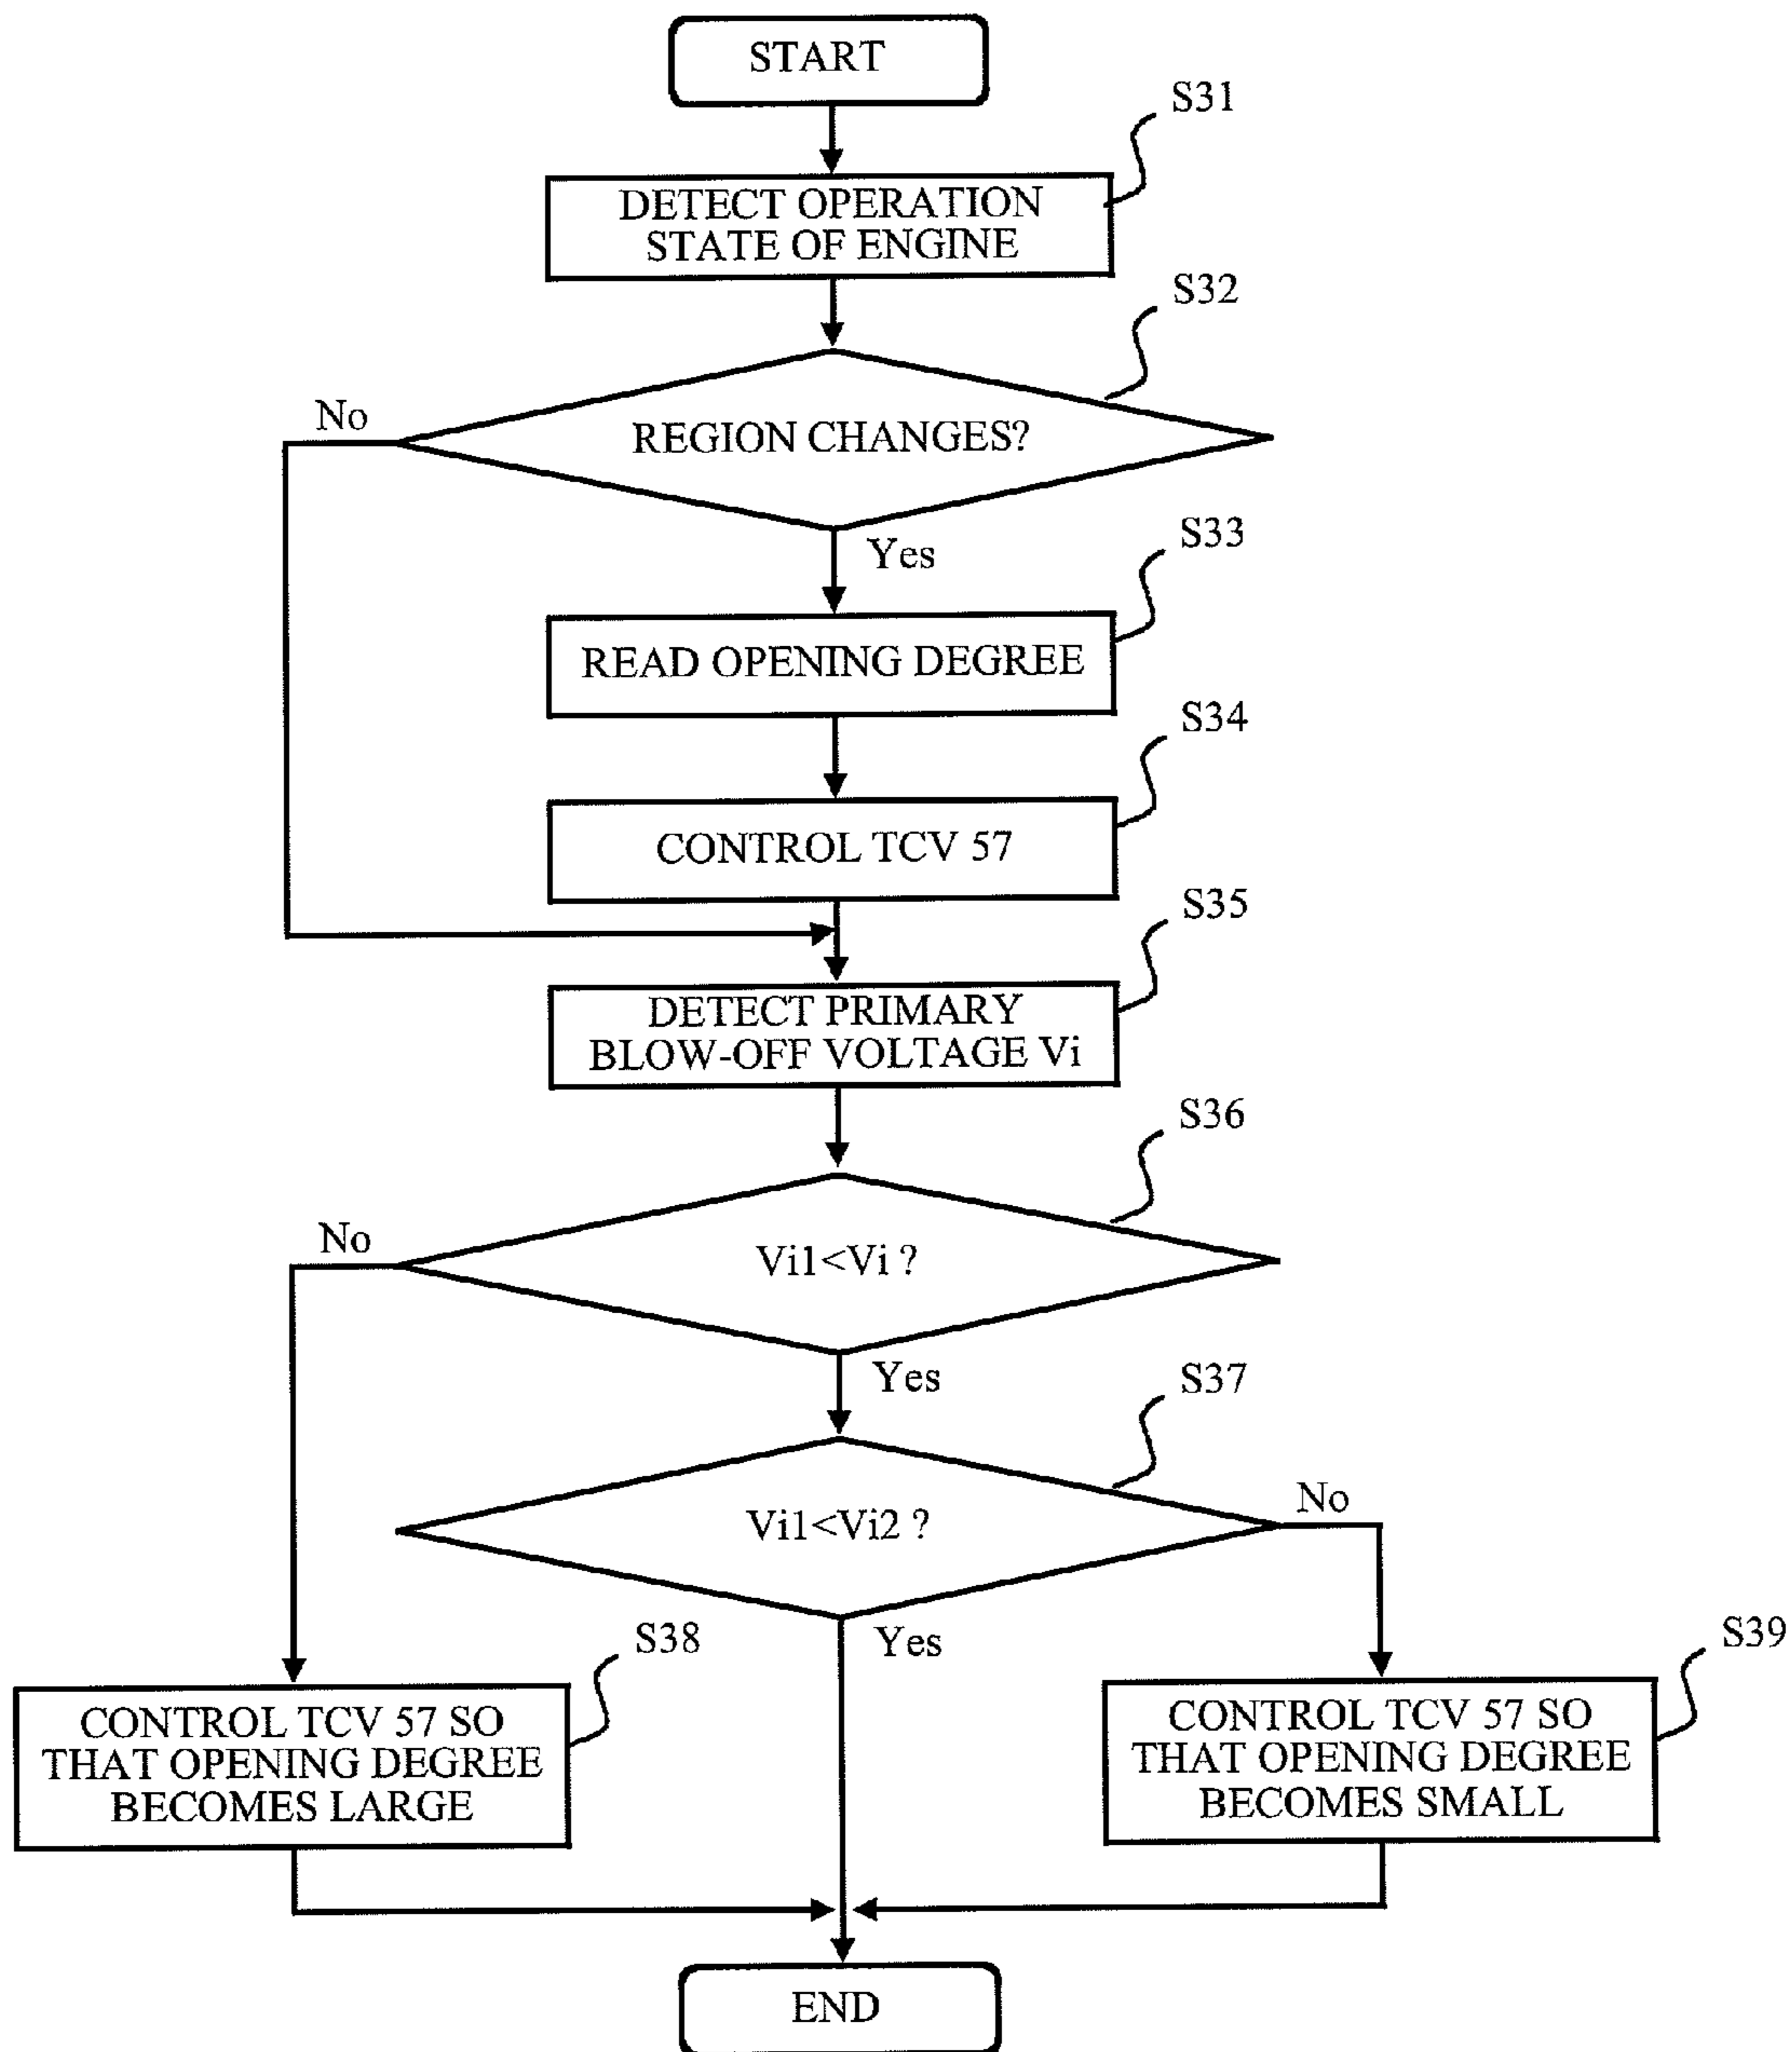 START
S31
DETECT OPERATION
STATE OF ENGINE
S32
No
REGION CHANGES?
Yes
S33
READ OPENING DEGREE
S34
CONTROL TCV 57
S35
DETECT PRIMARY
BLOW-OFF VOLTAGE Vi
S36
No
Vi1<Vi ?
Yes
S37
No
Vi1<Vi2 ?
Yes
S38
S39
CONTROL TCV 57 SO
THAT OPENING DEGREE
BECOMES LARGE
CONTROL TCV 57 SO
THAT OPENING DEGREE
BECOMES SMALL
END